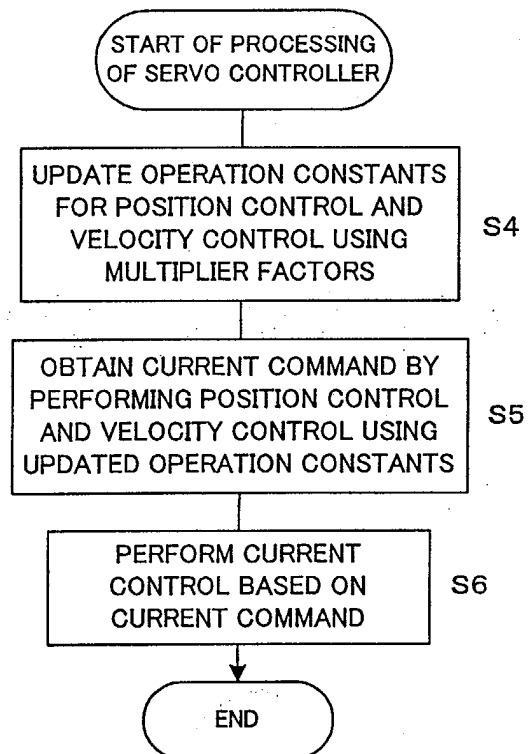 START OF PROCESSING
OF SERVO CONTROLLER
UPDATE OPERATION CONSTANTS
FOR POSITION CONTROL AND
VELOCITY CONTROL USING
MULTIPLIER FACTORS
S4
OBTAIN CURRENT COMMAND BY
PERFORMING POSITION CONTROL
AND VELOCITY CONTROL USING
UPDATED OPERATION CONSTANTS
S5
PERFORM CURRENT
CONTROL BASED ON
CURRENT COMMAND
S6
END